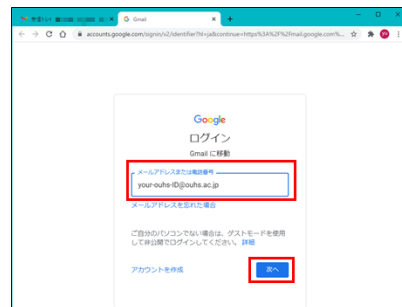 受信トレイ
Gmail
accounts.google.com/signin/v2/identifier?hl=ja&continue=https%3A%2F%2Fmail.google.com%...
Google
ログイン
Gmail に移動
メールアドレスまたは電話番号
your-ouhs-ID@ouhs.ac.jp
メールアドレスを忘れた場合
ご自分のパソコンでない場合は、ゲストモードを使用
して非公開でログインしてください。 詳細
アカウントを作成
次へ